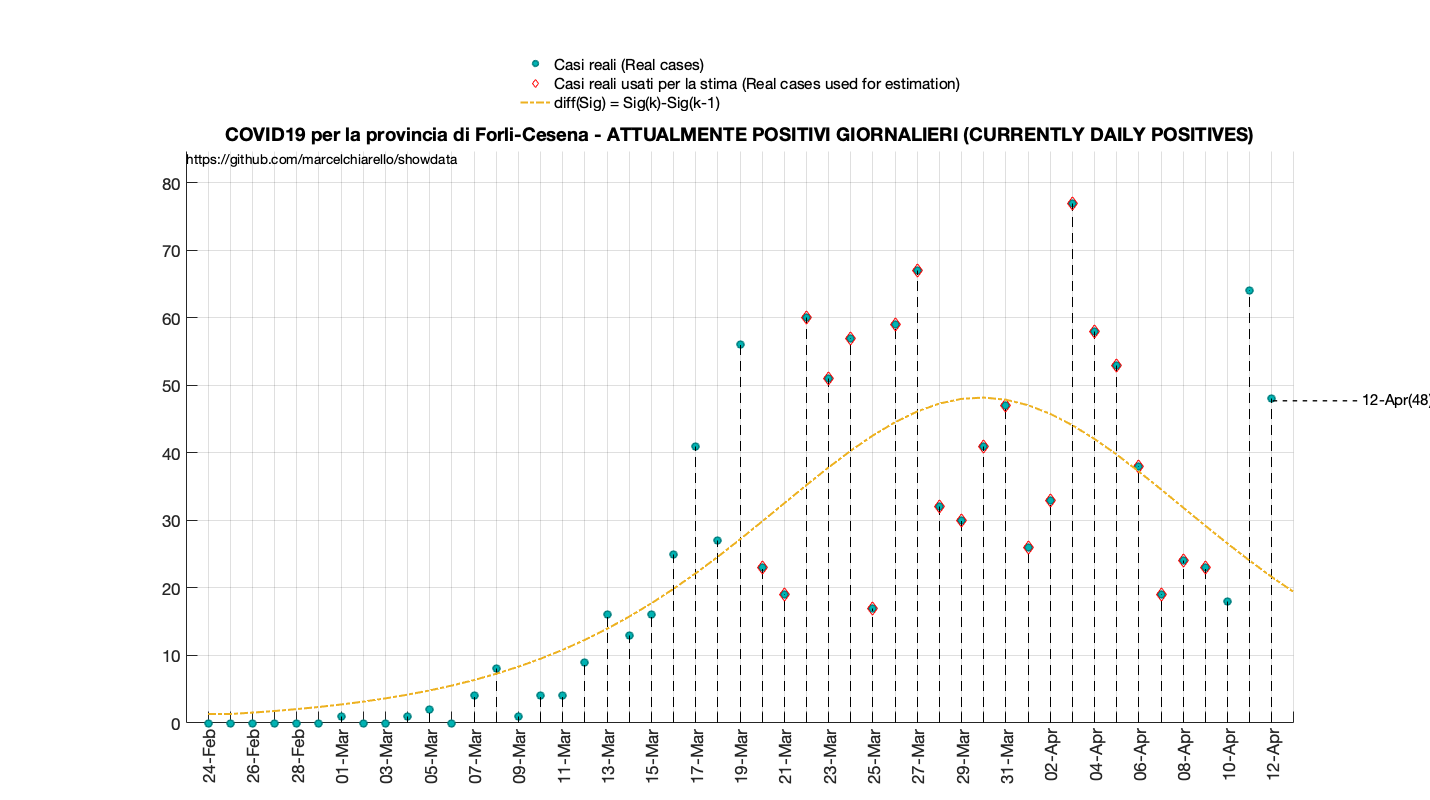 Casi reali (Real cases)
Casi reali usati per la stima (Real cases used for estimation)
diff(Sig) = Sig(k)-Sig(k-1)
COVID19 per la provincia di Forli-Cesena - ATTUALMENTE POSITIVI GIORNALIERI (CURRENTLY DAILY POSITIVES)
https://github.com/marcelchiarello/showdata
80
70
60
50
40
30
20
10
0
12-Apr(48)
24-Feb
26-Feb
28-Feb
01-Mar
03-Mar
05-Mar
07-Mar
09-Mar
11-Mar
13-Mar
15-Mar
17-Mar
19-Mar
21-Mar
23-Mar
25-Mar
27-Mar
29-Mar
31-Mar
02-Apr
04-Apr
06-Apr
08-Apr
10-Apr
12-Apr